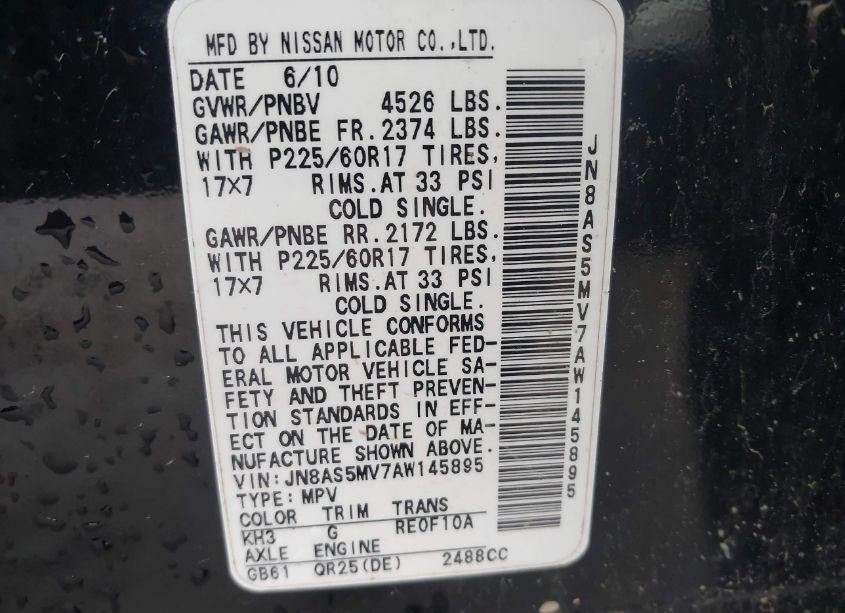 MFD BY NISSAN MOTOR CO.,LTD.
DATE 6/10
GVWR/PNBV 4526 LBS.
GAWR/PNBE FR.2374 LBS.
WITH P225/60R17 TIRES,
17X7 RIMS.AT 33 PSI
COLD SINGLE.
GAWR/PNBE RR.2172 LBS.
WITH P225/60R17 TIRES,
17X7 RIMS.AT 33 PSI
COLD SINGLE.
THIS VEHICLE CONFORMS
TO ALL APPLICABLE FED-
ERAL MOTOR VEHICLE SA-
FETY AND THEFT PREVEN-
TION STANDARDS IN EFF-
ECT ON THE DATE OF MA-
NUFACTURE SHOWN ABOVE.
VIN:JN8AS5MV7AW145895
TYPE:MPV
COLOR TRIM TRANS
KH3 G RE0F10A
AXLE ENGINE
GB61 QR25(DE) 2488CC
JN8AS5MV7AW145895